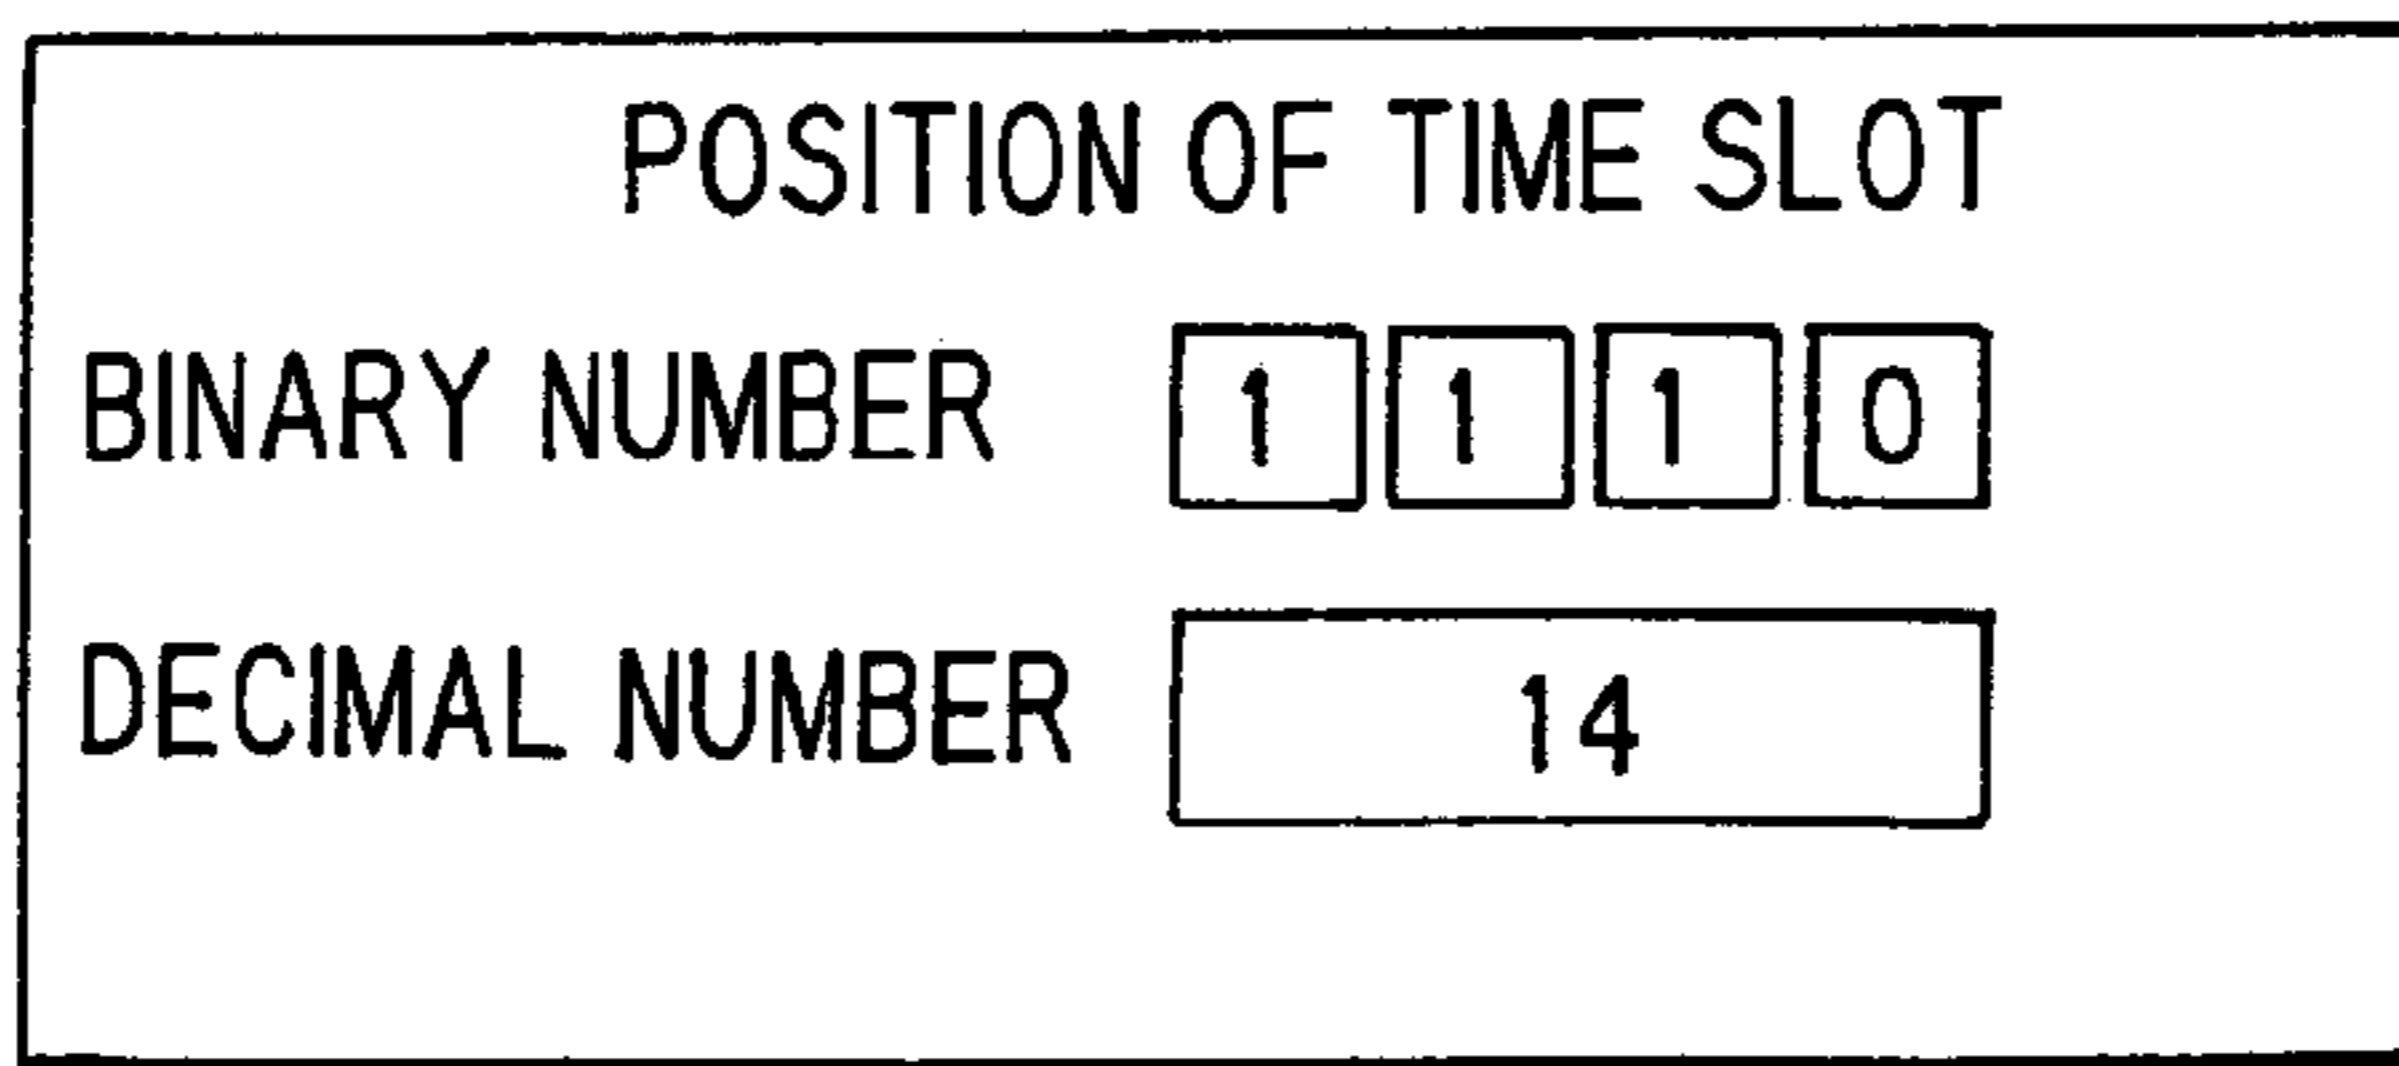 POSITION OF TIME SLOT
BINARY NUMBER 1 1 1 0
DECIMAL NUMBER 14